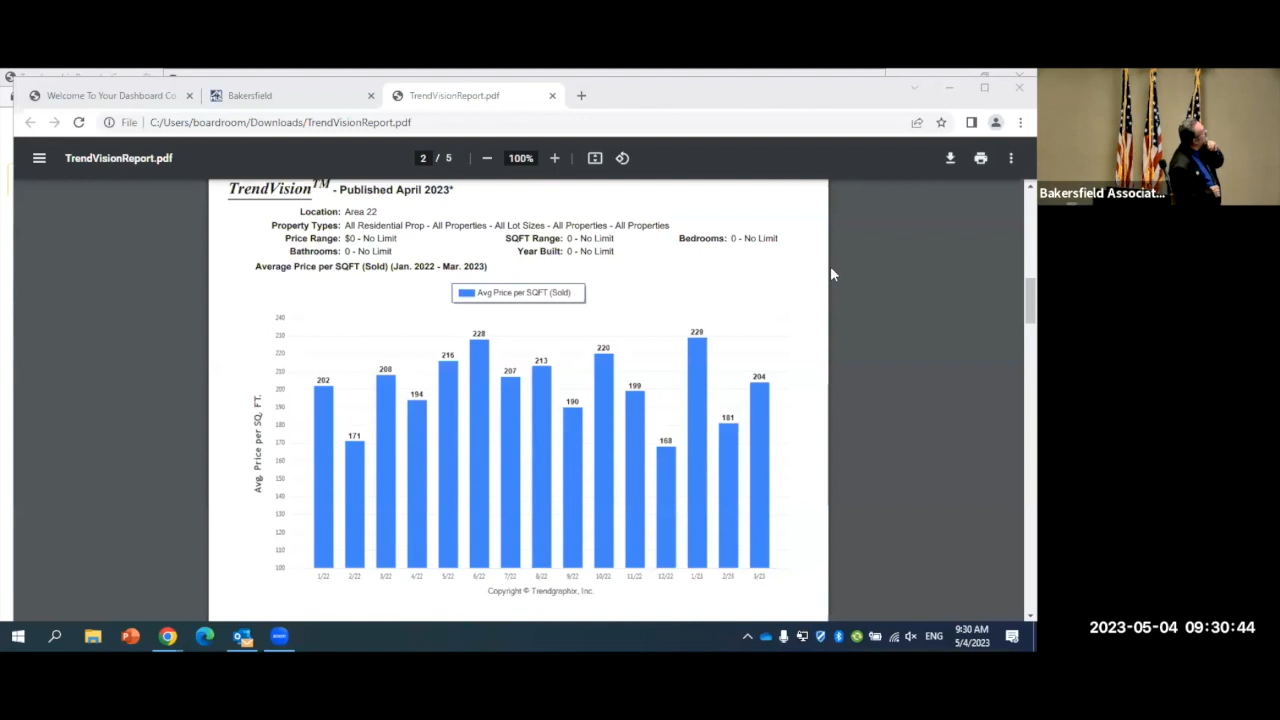 Welcome To Your Dashboard Co
Bakersfield
TrendVisionReport.pdf
File | C:/Users/boardroom/Downloads/TrendVisionReport.pdf
TrendVisionReport.pdf
2 / 5
100%
TrendVision™ - Published April 2023*
Location: Area 22
Property Types: All Residential Prop - All Properties - All Lot Sizes - All Properties - All Properties
Price Range: $0 - No Limit SQFT Range: 0 - No Limit Bedrooms: 0 - No Limit
Bathrooms: 0 - No Limit Year Built: 0 - No Limit
Average Price per SQFT (Sold) (Jan. 2022 - Mar. 2023)
Avg Price per SQFT (Sold)
Avg. Price per SQ. FT.
240
210
220
210
200
190
180
170
160
150
140
130
120
110
100
202
171
208
194
216
228
207
213
190
220
199
168
229
181
204
1/22 2/22 3/22 4/22 5/22 6/22 7/22 8/22 9/22 10/22 11/22 12/22 1/23 2/23 3/23
Copyright © Trendgraphix, Inc.
Bakersfield Associat...
zoom
ENG
9:30 AM
5/4/2023
2023-05-04 09:30:44